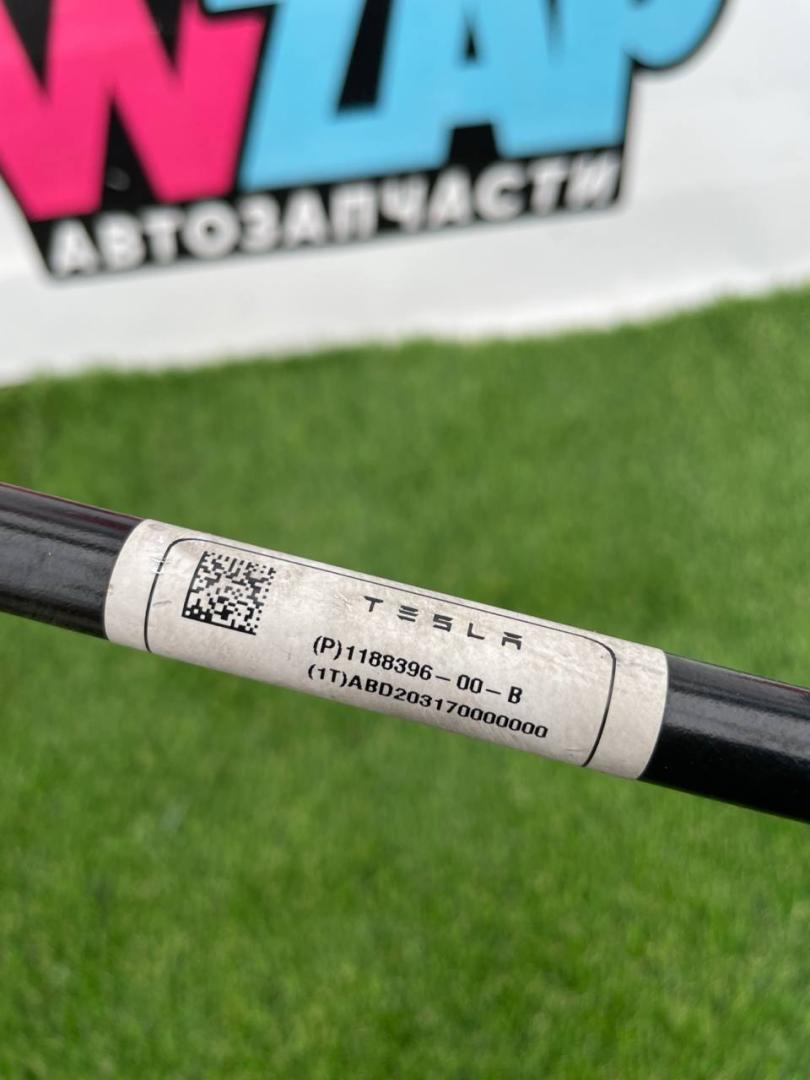 WZAP
АВТОЗАПЧАСТИ
TESLA
(P)1188396-00-B
(1T)ABD203170000000